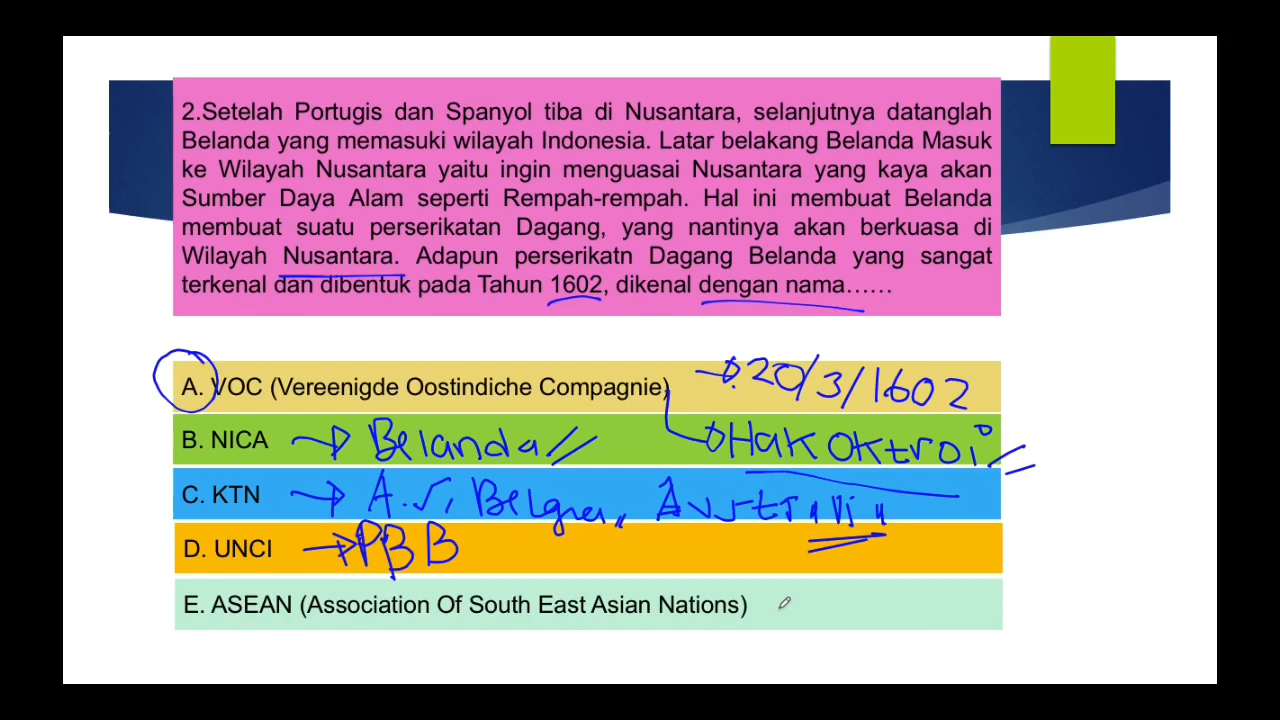 2.Setelah Portugis dan Spanyol tiba di Nusantara, selanjutnya datanglah
Belanda yang memasuki wilayah Indonesia. Latar belakang Belanda Masuk
ke Wilayah Nusantara yaitu ingin menguasai Nusantara yang kaya akan
Sumber Daya Alam seperti Rempah-rempah. Hal ini membuat Belanda
membuat suatu perserikatan Dagang, yang nantinya akan berkuasa di
Wilayah Nusantara. Adapun perserikatn Dagang Belanda yang sangat
terkenal dan dibentuk pada Tahun 1602, dikenal dengan nama……
A. VOC (Vereenigde Oostindiche Compagnie) 20/3/1602
B. NICA Belanda Hak Oktroi
C. KTN A.S, Belgia, Australia
D. UNCI PBB
E. ASEAN (Association Of South East Asian Nations)